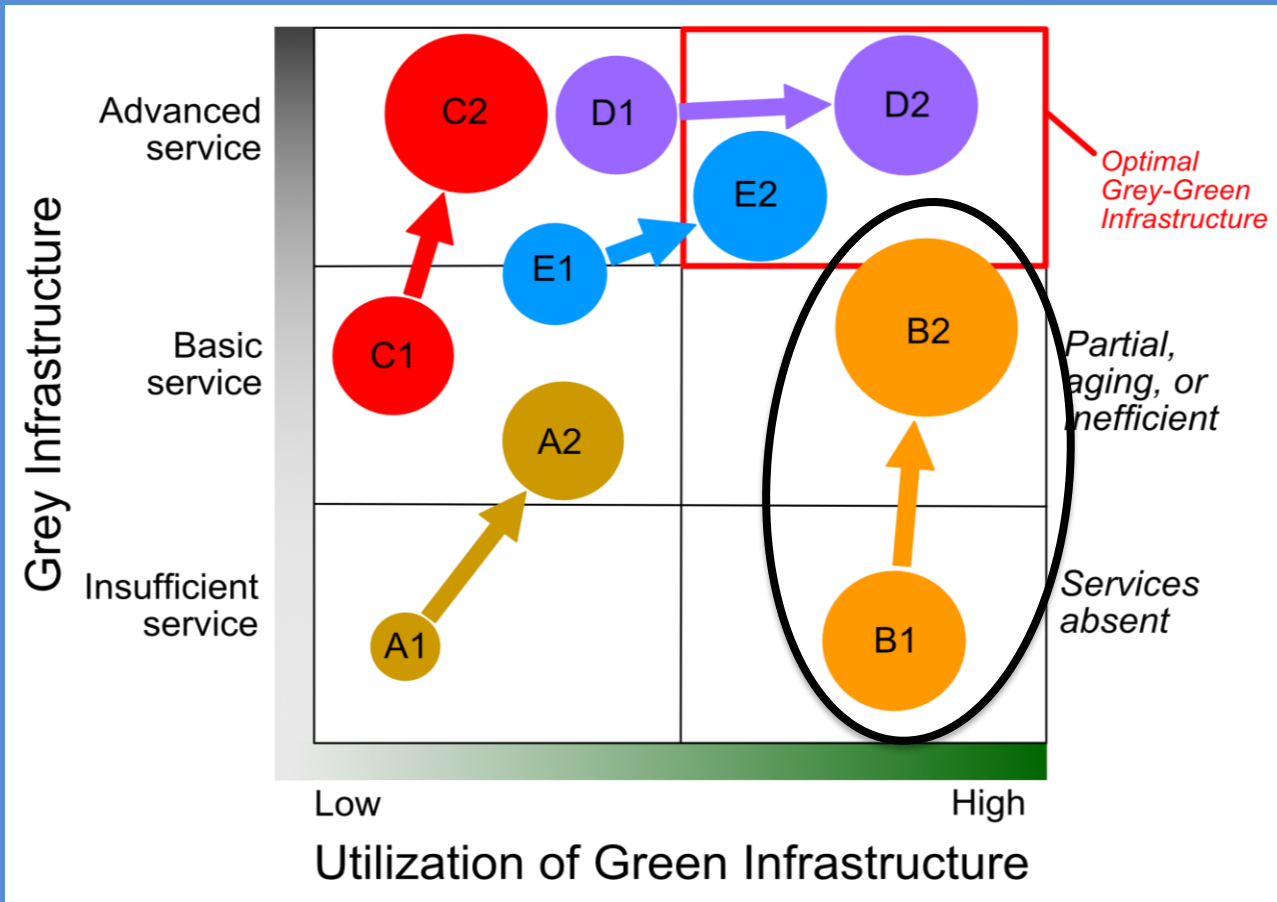 Grey Infrastructure
Advanced
service
Basic
service
Insufficient
service
C2
D1
D2
E2
E1
C1
B2
A2
A1
B1
Optimal
Grey-Green
Infrastructure
Partial,
aging, or
inefficient
Services
absent
Low
High
Utilization of Green Infrastructure